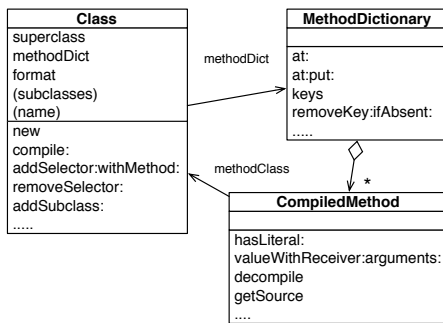 Class
superclass
methodDict
format
(subclasses)
(name)
new
compile:
addSelector:withMethod:
removeSelector:
addSubclass:
.....
methodDict
MethodDictionary
at:
at:put:
keys
removeKey:ifAbsent:
.....
*
methodClass
CompiledMethod
hasLiteral:
valueWithReceiver:arguments:
decompile
getSource
....